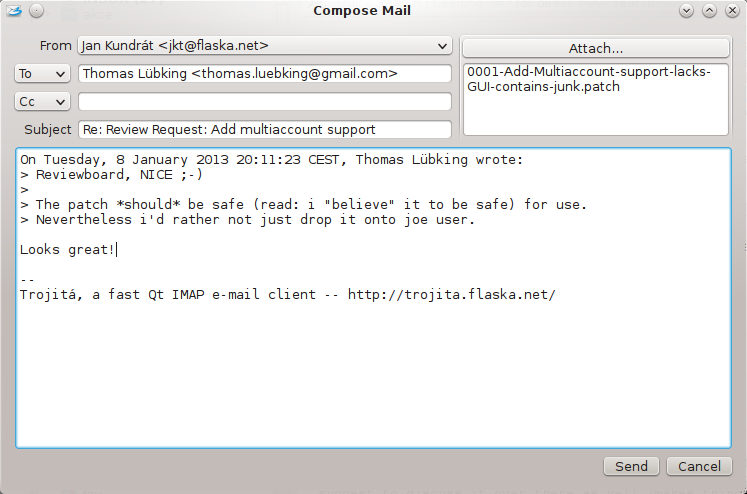 Compose Mail
From Jan Kundrát <jkt@flaska.net>
To Thomas Lübking <thomas.luebking@gmail.com>
Cc
Subject Re: Review Request: Add multiaccount support
Attach...
0001-Add-Multiaccount-support-lacks-
GUI-contains-junk.patch
On Tuesday, 8 January 2013 20:11:23 CEST, Thomas Lübking wrote:
> Reviewboard, NICE ;-)
>
> The patch *should* be safe (read: i "believe" it to be safe) for use.
> Nevertheless i'd rather not just drop it onto joe user.
Looks great!
--
Trojitá, a fast Qt IMAP e-mail client -- http://trojita.flaska.net/
Send Cancel